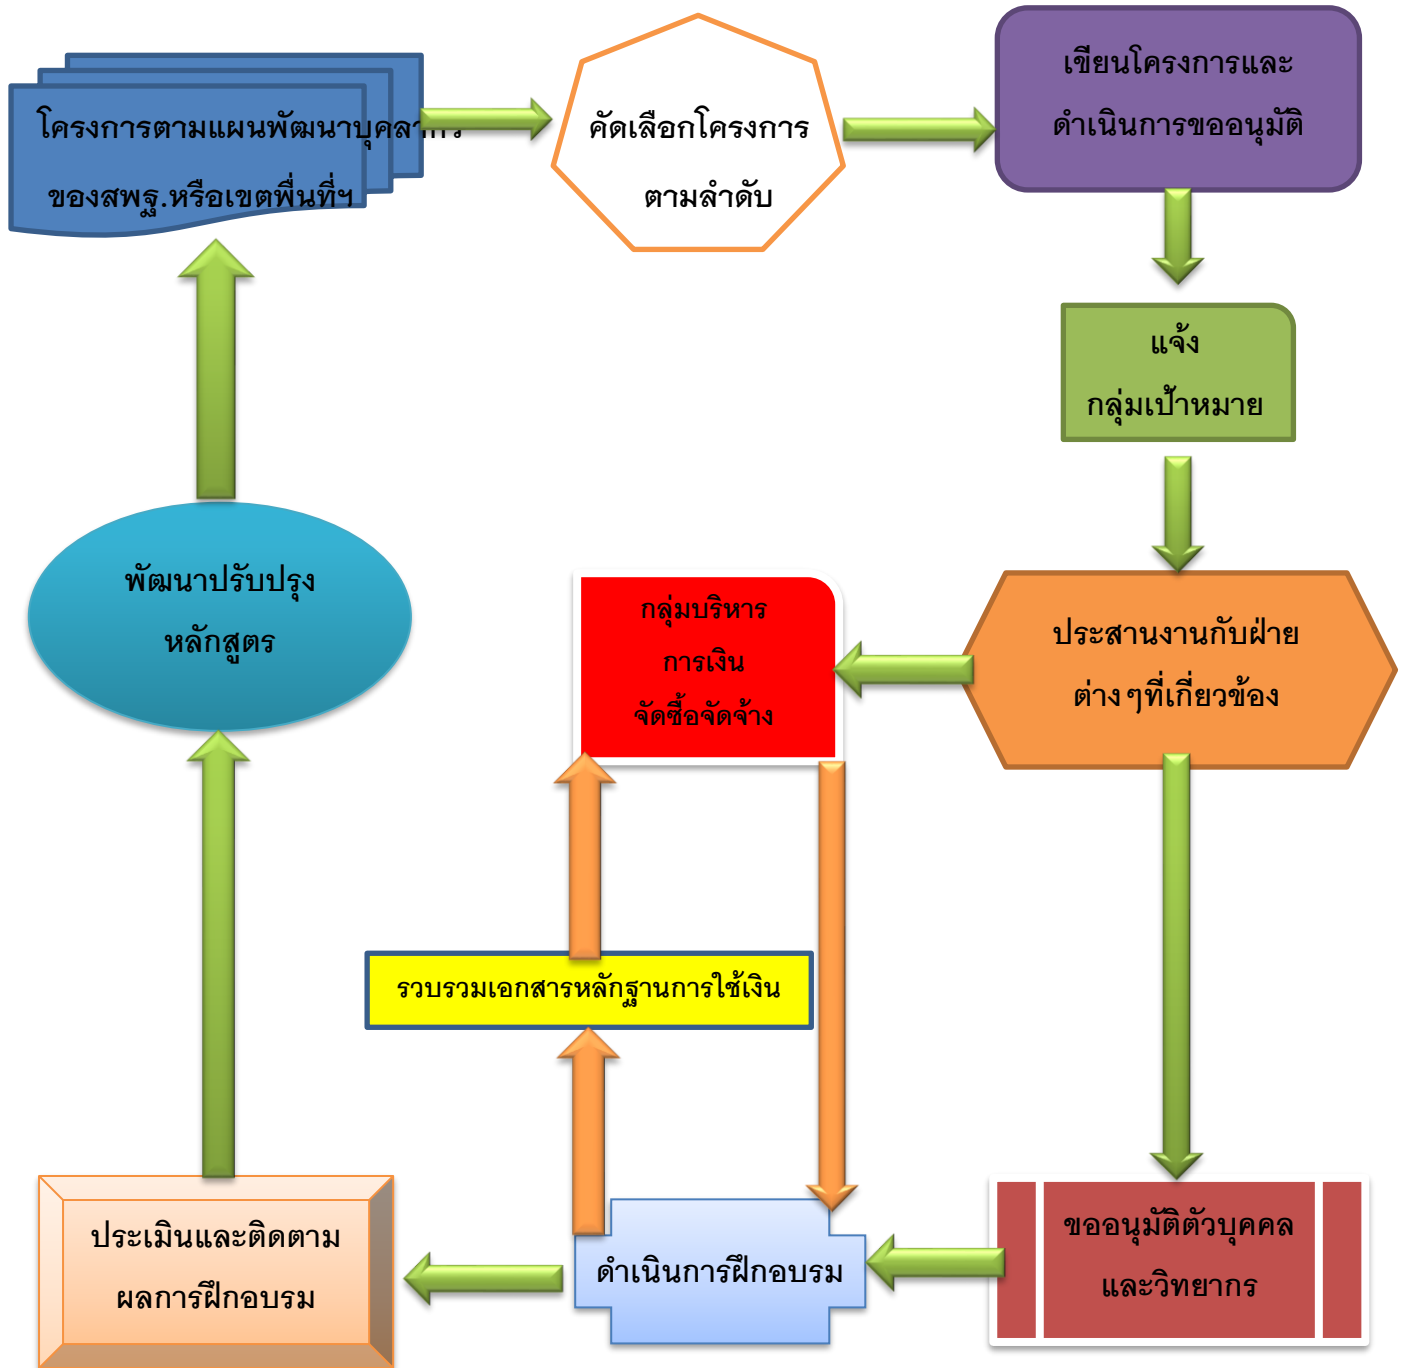 โครงการตามแผนพัฒนาบุคลากร
ของสพฐ.หรือเขตพื่นที่ฯ
คัดเลือกโครงการ
ตามลำดับ
เขียนโครงการและ
ดำเนินการขออนุมัติ
แจ้ง
กลุ่มเป้าหมาย
ประสานงานกับฝ่าย
ต่างๆที่เกี่ยวข้อง
กลุ่มบริหาร
การเงิน
จัดซื้อจัดจ้าง
พัฒนาปรับปรุง
หลักสูตร
รวบรวมเอกสารหลักฐานการใช้เงิน
ขออนุมัติตัวบุคคล
และวิทยากร
ดำเนินการฝึกอบรม
ประเมินและติดตาม
ผลการฝึกอบรม